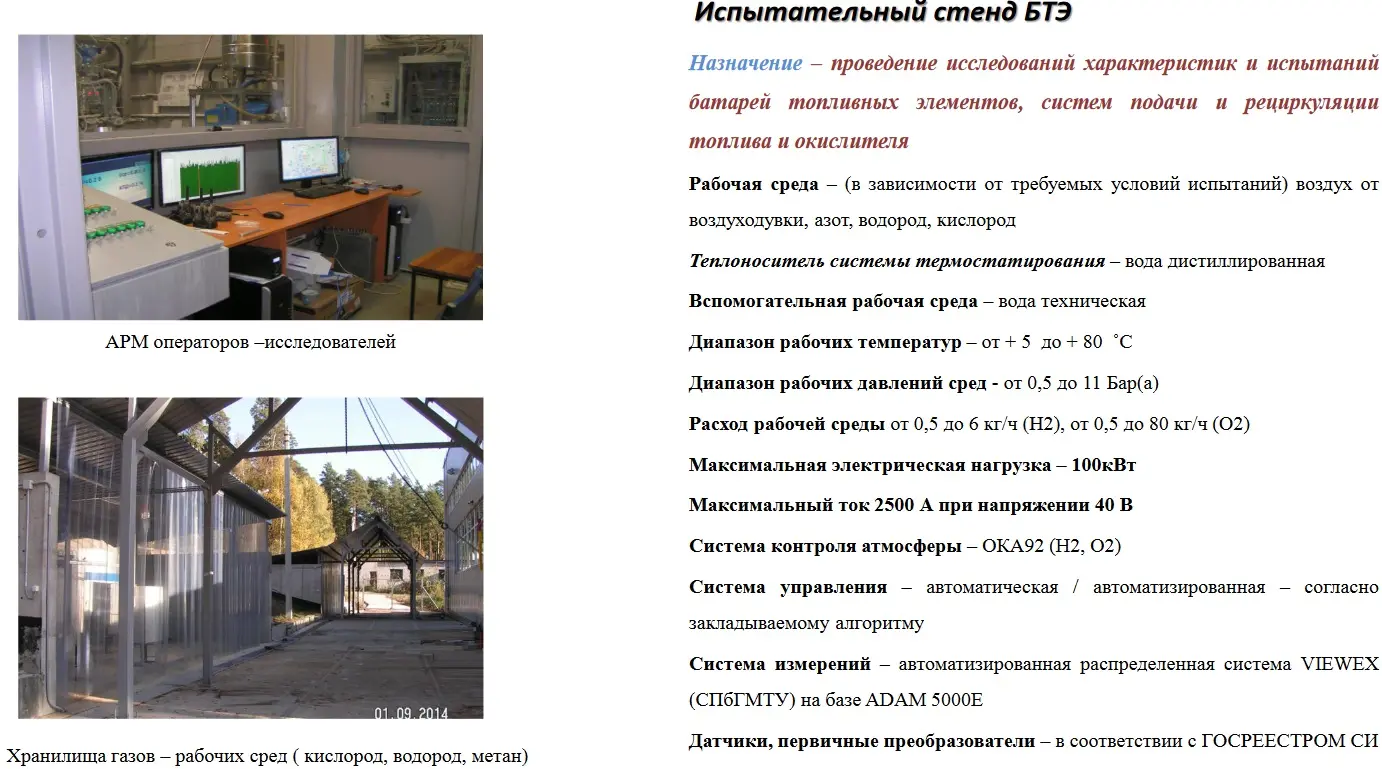 Испытательный стенд БТЭ
Назначение – проведение исследований характеристик и испытаний
батарей топливных элементов, систем подачи и рециркуляции
топлива и окислителя
Рабочая среда – (в зависимости от требуемых условий испытаний) воздух от
воздуходувки, азот, водород, кислород
Теплоноситель системы термостатирования – вода дистиллированная
Вспомогательная рабочая среда – вода техническая
Диапазон рабочих температур – от + 5 до + 80 ˚С
Диапазон рабочих давлений сред - от 0,5 до 11 Бар(а)
Расход рабочей среды от 0,5 до 6 кг/ч (Н2), от 0,5 до 80 кг/ч (О2)
Максимальная электрическая нагрузка – 100кВт
Максимальный ток 2500 А при напряжении 40 В
Система контроля атмосферы – ОКА92 (Н2, О2)
Система управления – автоматическая / автоматизированная – согласно
закладываемому алгоритму
Система измерений – автоматизированная распределенная система VIEWEX
(СПбГМТУ) на базе ADAM 5000E
Датчики, первичные преобразователи – в соответствии с ГОСРЕЕСТРОМ СИ
АРМ операторов –исследователей
01.09.2014
Хранилища газов – рабочих сред ( кислород, водород, метан)